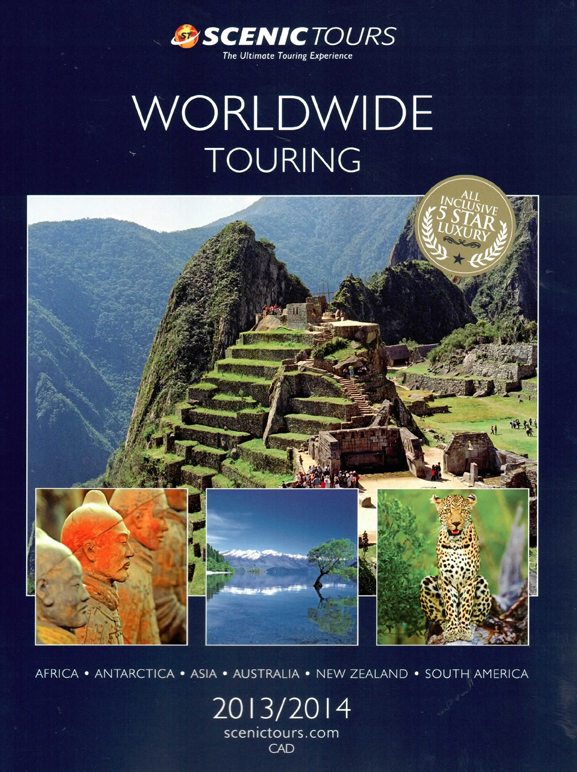 ST SCENIC TOURS
The Ultimate Touring Experience
WORLDWIDE
TOURING
ALL
INCLUSIVE
5 STAR
LUXURY
AFRICA • ANTARCTICA • ASIA • AUSTRALIA • NEW ZEALAND • SOUTH AMERICA
2013/2014
scenictours.com
CAD